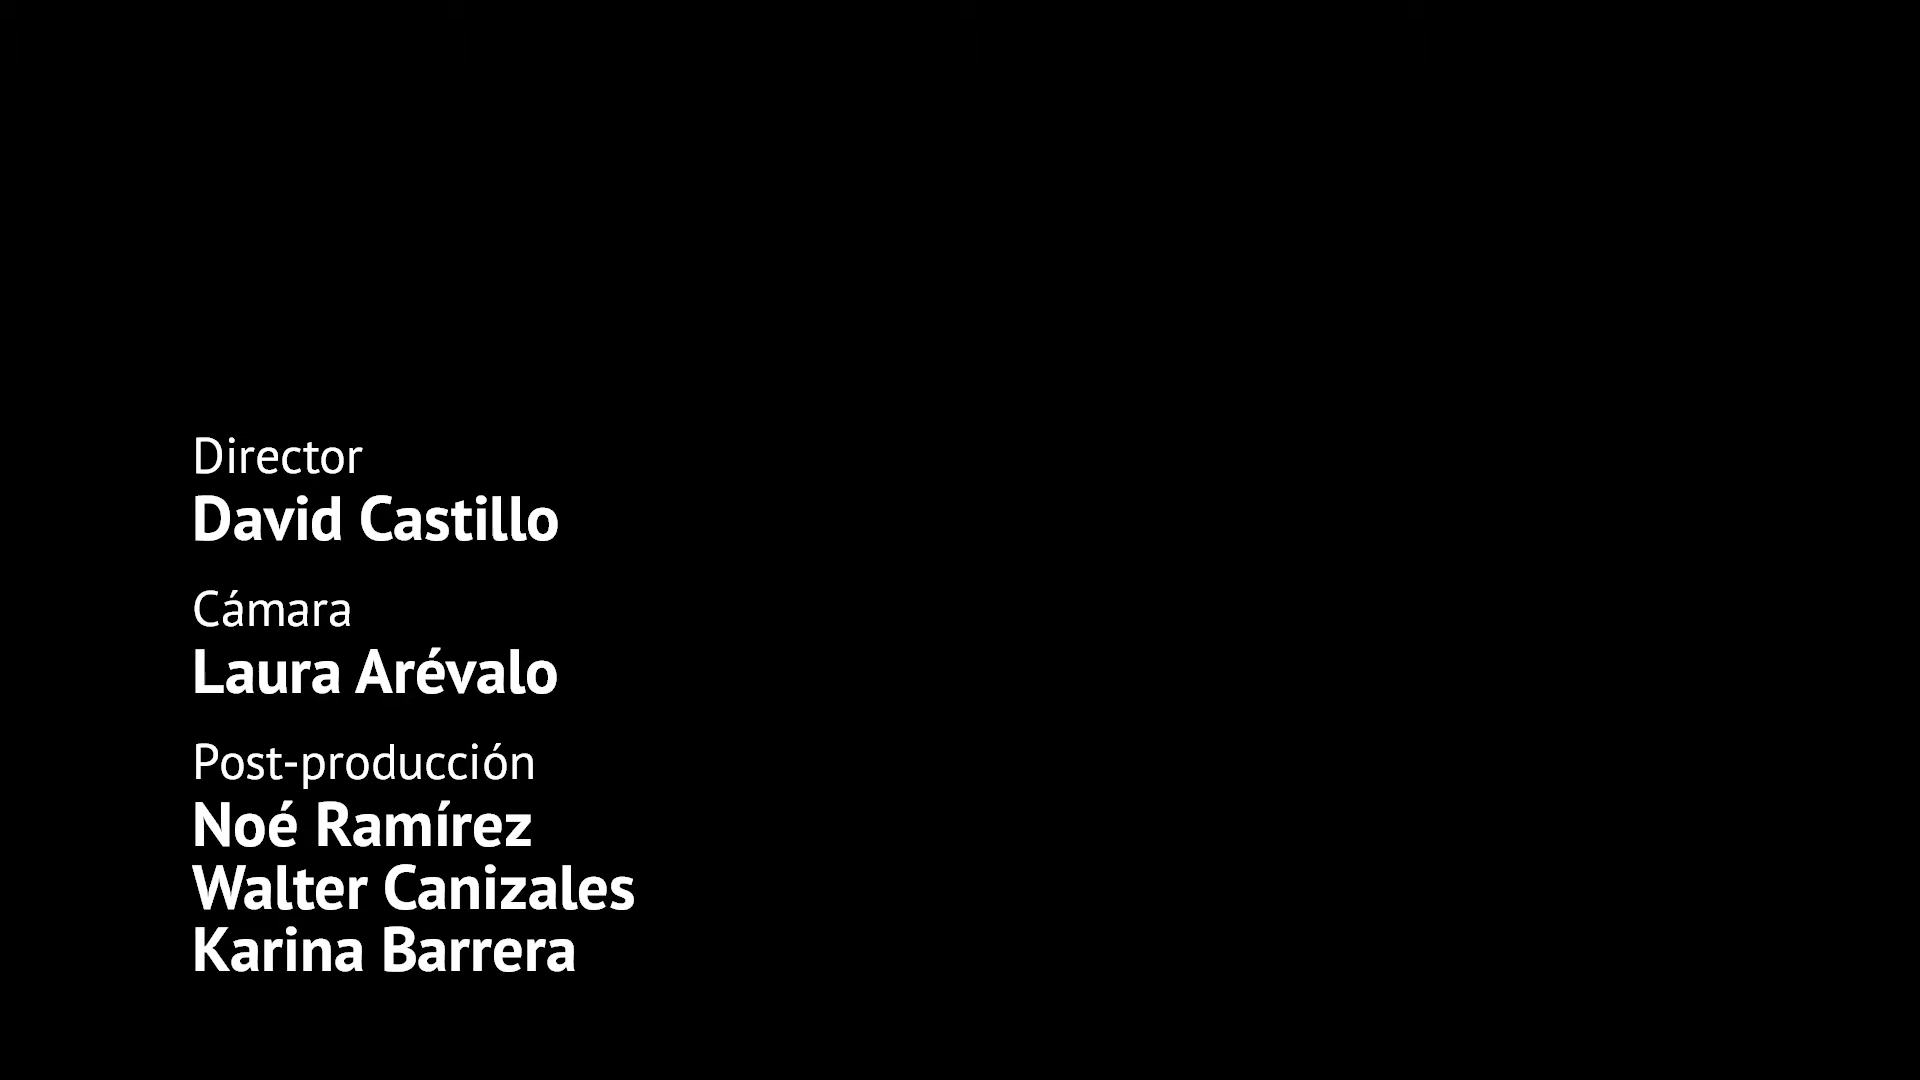 Director
David Castillo
Cámara
Laura Arévalo
Post-producción
Noé Ramírez
Walter Canizales
Karina Barrera